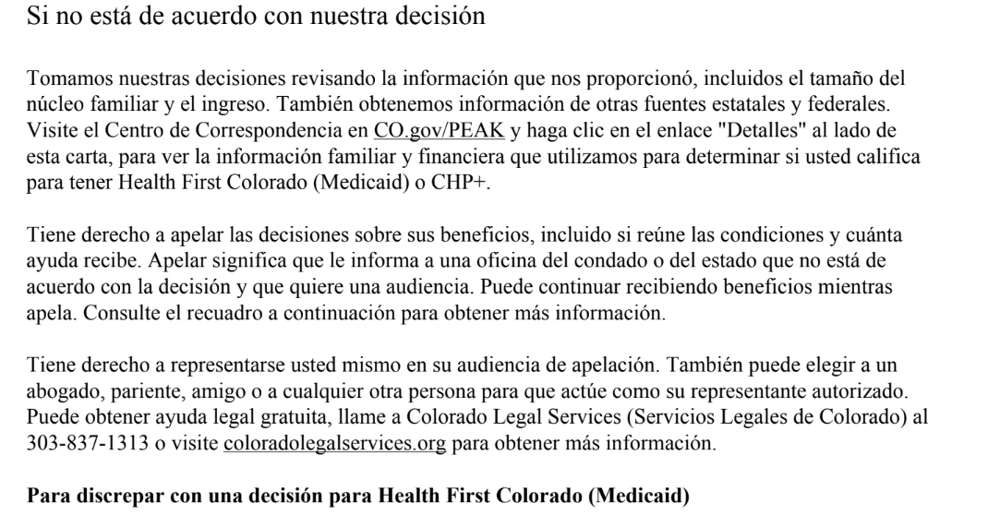 Si no está de acuerdo con nuestra decisión
Tomamos nuestras decisiones revisando la información que nos proporcionó, incluidos el tamaño del
núcleo familiar y el ingreso. También obtenemos información de otras fuentes estatales y federales.
Visite el Centro de Correspondencia en CO.gov/PEAK y haga clic en el enlace "Detalles" al lado de
esta carta, para ver la información familiar y financiera que utilizamos para determinar si usted califica
para tener Health First Colorado (Medicaid) o CHP+.
Tiene derecho a apelar las decisiones sobre sus beneficios, incluido si reúne las condiciones y cuánta
ayuda recibe. Apelar significa que le informa a una oficina del condado o del estado que no está de
acuerdo con la decisión y que quiere una audiencia. Puede continuar recibiendo beneficios mientras
apela. Consulte el recuadro a continuación para obtener más información.
Tiene derecho a representarse usted mismo en su audiencia de apelación. También puede elegir a un
abogado, pariente, amigo o a cualquier otra persona para que actúe como su representante autorizado.
Puede obtener ayuda legal gratuita, llame a Colorado Legal Services (Servicios Legales de Colorado) al
303-837-1313 o visite coloradolegalservices.org para obtener más información.
Para discrepar con una decisión para Health First Colorado (Medicaid)